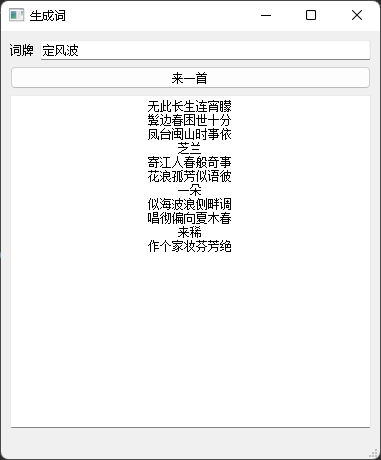 生成词
词牌 定风波
来一首
无此长生连宵朦
鬓边春困世十分
凤台闽山时事依
芝兰
寄江人春般奇事
花浪孤芳似语彼
一朵
似海波浪侧畔调
唱彻偏向夏木春
来稀
作个家妆芬芳绝